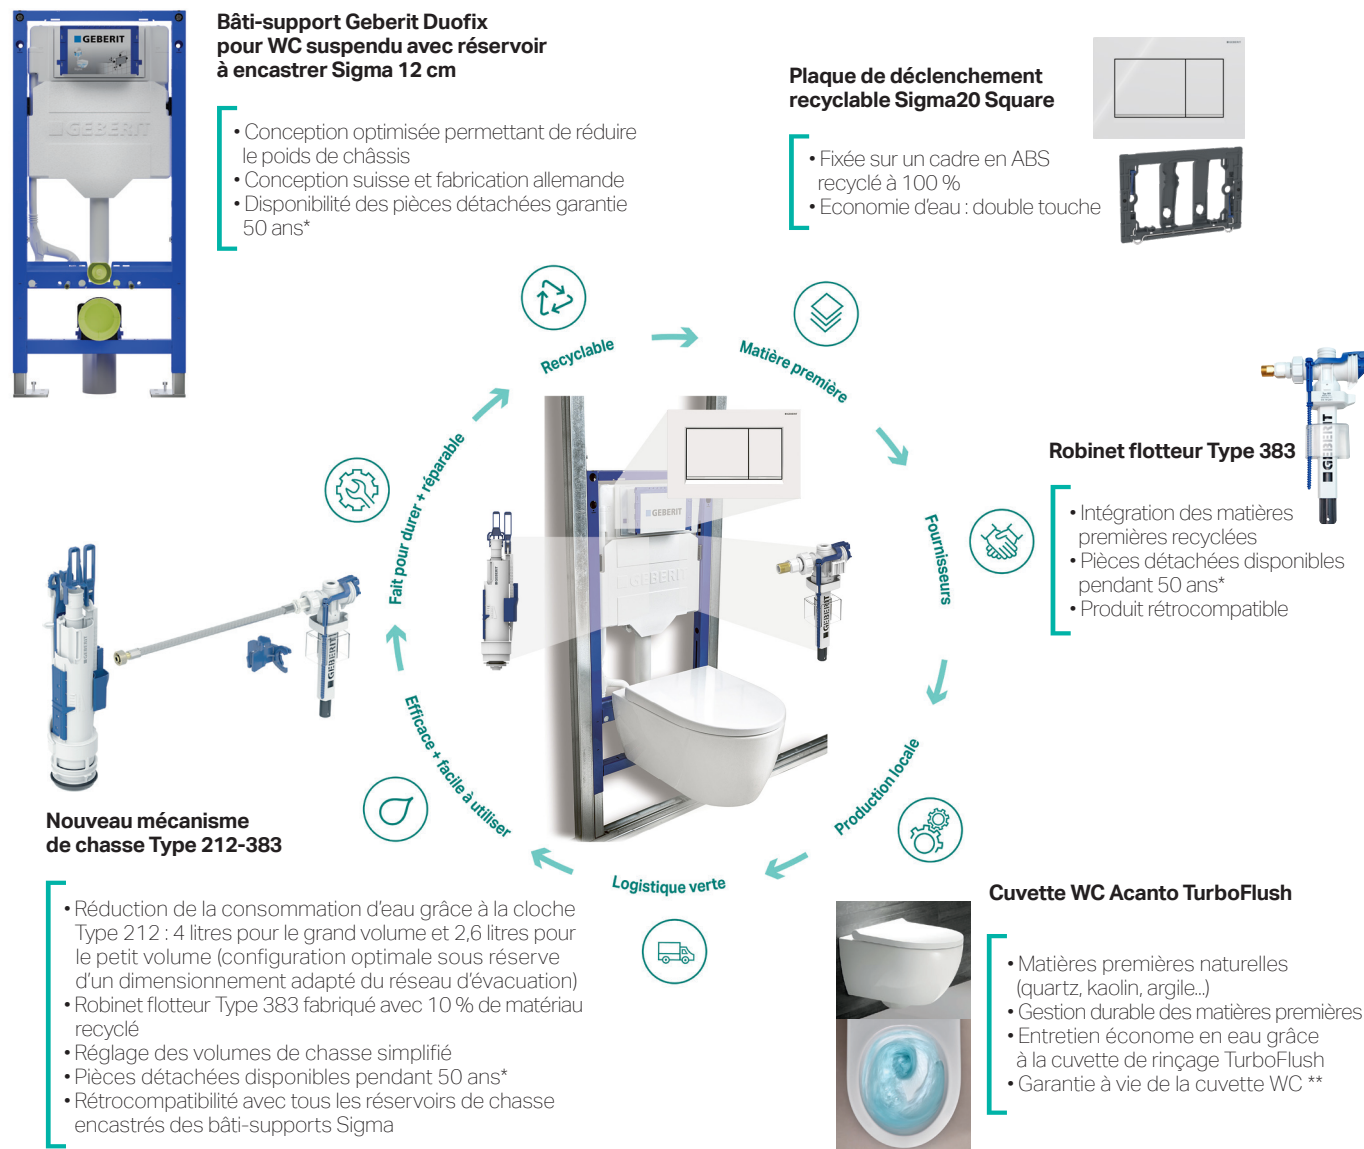 Bâti-support Geberit Duofix
pour WC suspendu avec réservoir
à encastrer Sigma 12 cm
• Conception optimisée permettant de réduire
le poids de châssis
• Conception suisse et fabrication allemande
• Disponibilité des pièces détachées garantie
50 ans*
GEBERIT
GEBERIT
Plaque de déclenchement
recyclable Sigma20 Square
• Fixée sur un cadre en ABS
recyclé à 100 %
• Economie d'eau : double touche
Recyclable
Matière première
Fournisseurs
Production locale
Logistique verte
Efficace + facile à utiliser
Fait pour durer + réparable
GEBERIT
GEBERIT
GEBERIT
GEBERIT
Robinet flotteur Type 383
GEBERIT
• Intégration des matières
premières recyclées
• Pièces détachées disponibles
pendant 50 ans*
• Produit rétrocompatible
GEBERIT
GEBERIT
Nouveau mécanisme
de chasse Type 212-383
• Réduction de la consommation d'eau grâce à la cloche
Type 212 : 4 litres pour le grand volume et 2,6 litres pour
le petit volume (configuration optimale sous réserve
d'un dimensionnement adapté du réseau d'évacuation)
• Robinet flotteur Type 383 fabriqué avec 10 % de matériau
recyclé
• Réglage des volumes de chasse simplifié
• Pièces détachées disponibles pendant 50 ans*
• Rétrocompatibilité avec tous les réservoirs de chasse
encastrés des bâti-supports Sigma
Cuvette WC Acanto TurboFlush
• Matières premières naturelles
(quartz, kaolin, argile...)
• Gestion durable des matières premières
• Entretien économe en eau grâce
à la cuvette de rinçage TurboFlush
• Garantie à vie de la cuvette WC **